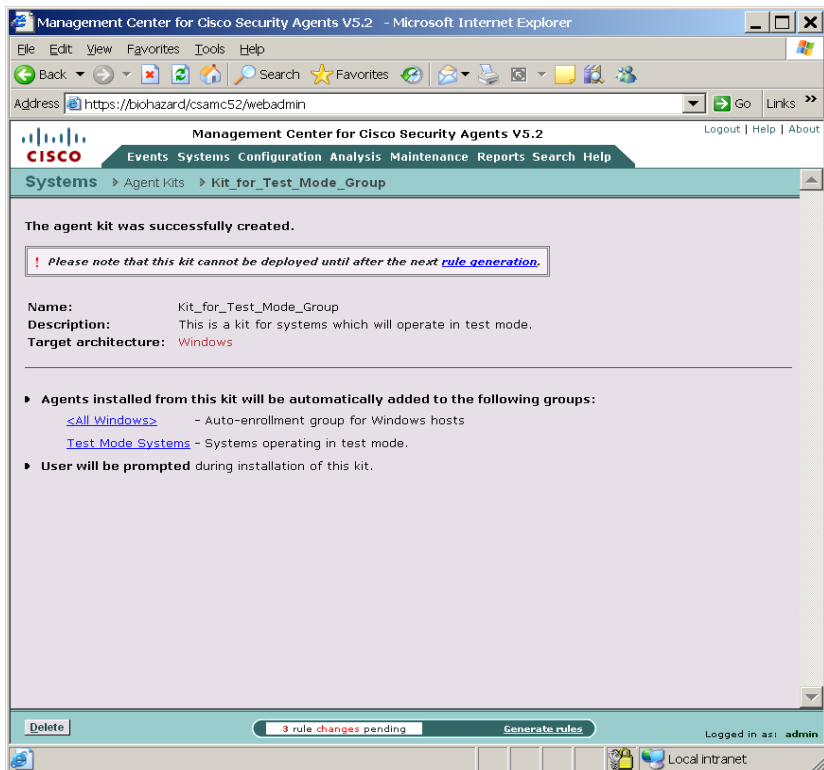 Management Center for Cisco Security Agents V5.2 - Microsoft Internet Explorer
File Edit View Favorites Tools Help
Back Search Favorites
Address https://biohazard/csamc52/webadmin Go Links »
Management Center for Cisco Security Agents V5.2 Logout | Help | About
CISCO Events Systems Configuration Analysis Maintenance Reports Search Help
Systems Agent Kits Kit_for_Test_Mode_Group
The agent kit was successfully created.
! Please note that this kit cannot be deployed until after the next rule generation.
Name: Kit_for_Test_Mode_Group
Description: This is a kit for systems which will operate in test mode.
Target architecture: Windows
Agents installed from this kit will be automatically added to the following groups:
<All Windows> - Auto-enrollment group for Windows hosts
Test Mode Systems - Systems operating in test mode.
User will be prompted during installation of this kit.
Delete 3 rule changes pending Generate rules Logged in as: admin
Local intranet